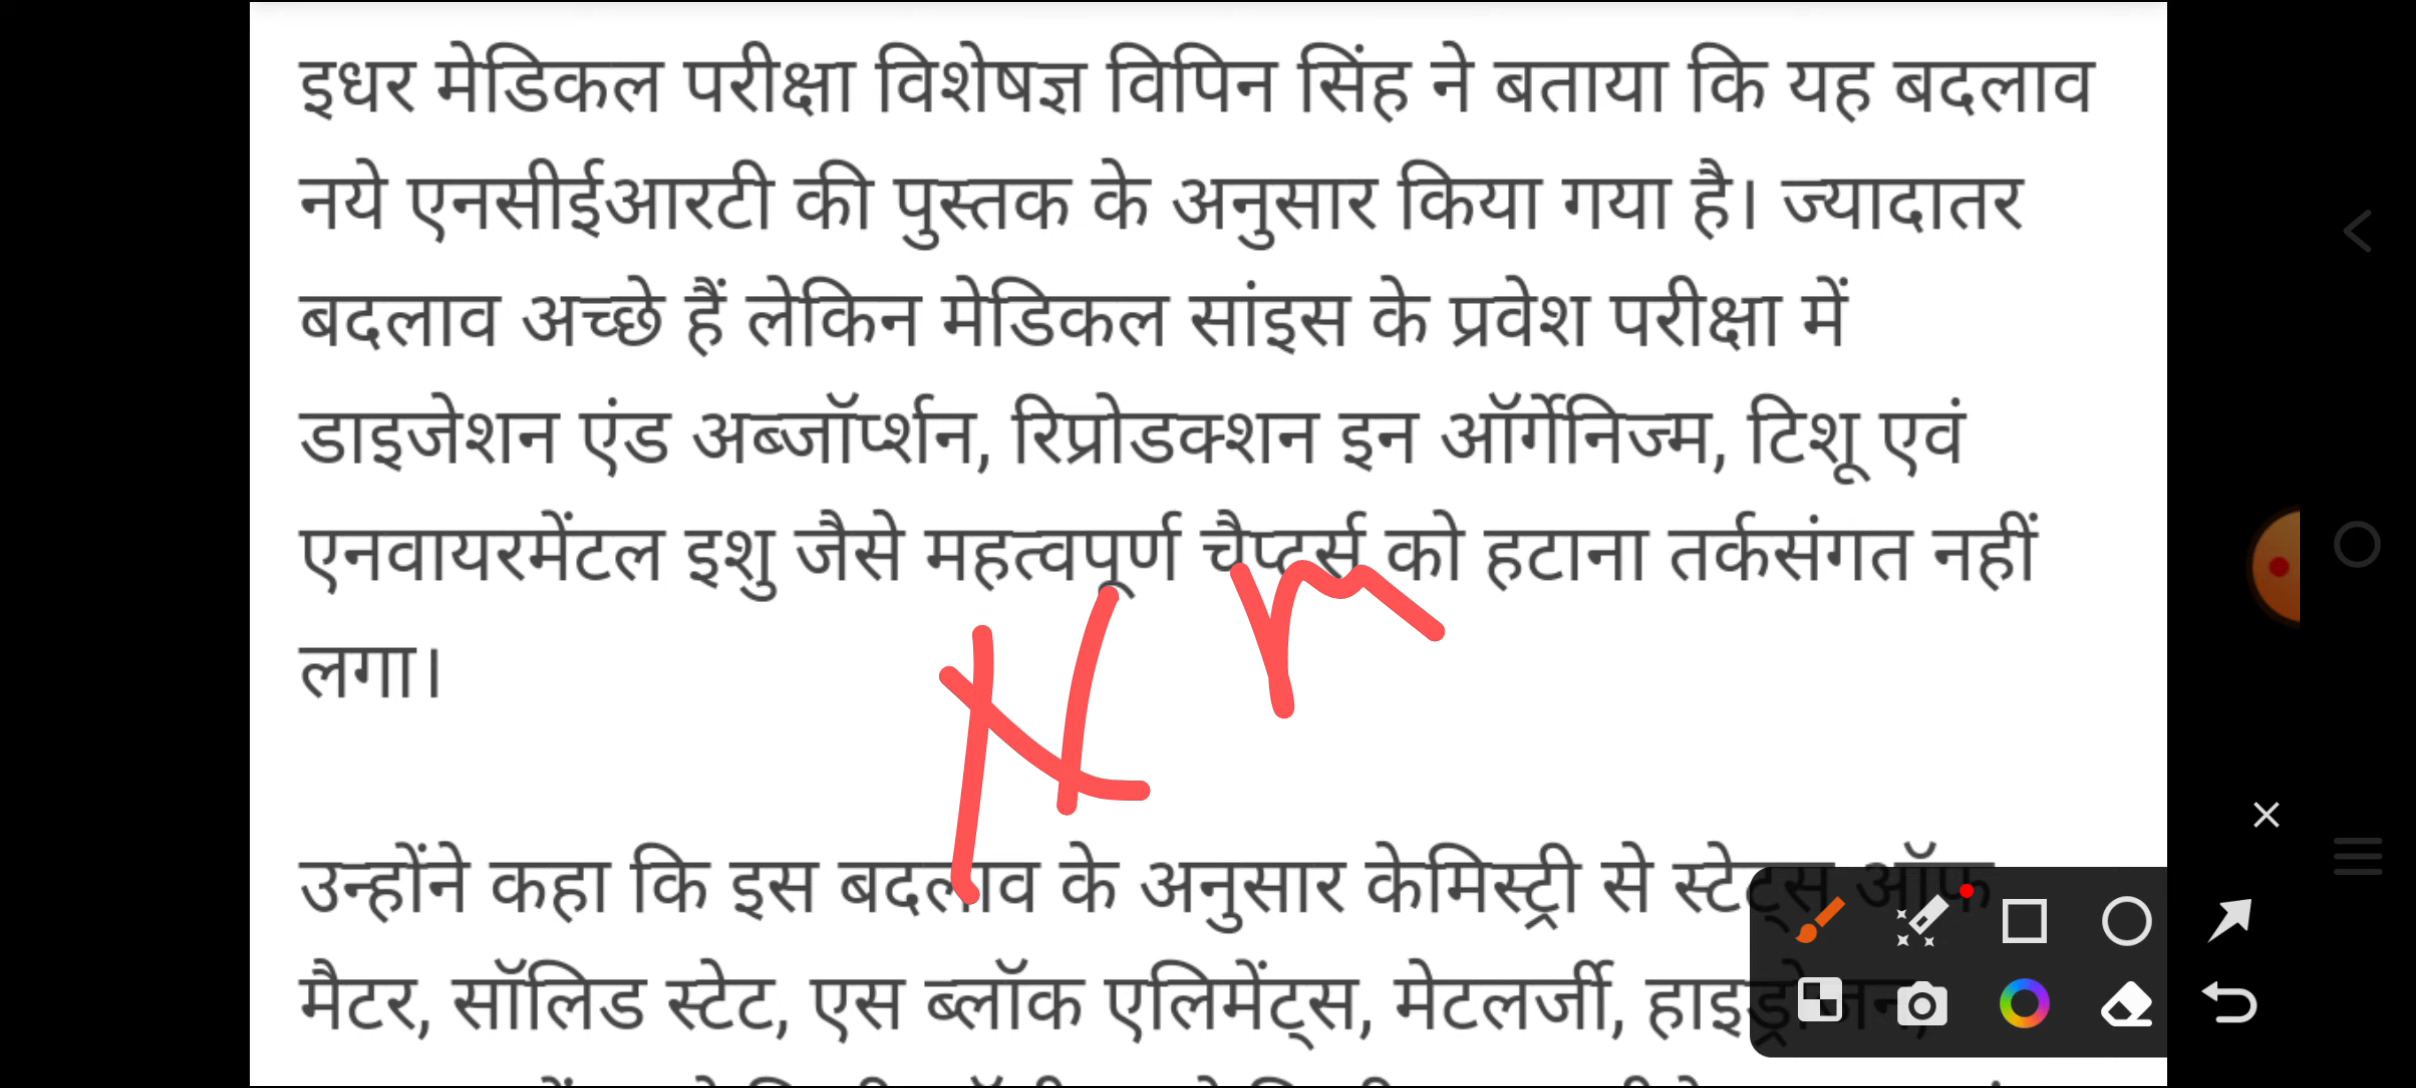 इधर मेडिकल परीक्षा विशेषज्ञ विपिन सिंह ने बताया कि यह बदलाव
नये एनसीईआरटी की पुस्तक के अनुसार किया गया है। ज्यादातर
बदलाव अच्छे हैं लेकिन मेडिकल सांइस के प्रवेश परीक्षा में
डाइजेशन एंड अब्जॉर्प्शन, रिप्रोडक्शन इन ऑर्गेनिज्म, टिशू एवं
एनवायरमेंटल इशु जैसे महत्वपूर्ण चैप्टर्स को हटाना तर्कसंगत नहीं
लगा।
उन्होंने कहा कि इस बदलाव के अनुसार केमिस्ट्री से स्टेट्स ऑफ
मैटर, सॉलिड स्टेट, एस ब्लॉक एलिमेंट्स, मेटलर्जी, हाइड्रोजन,